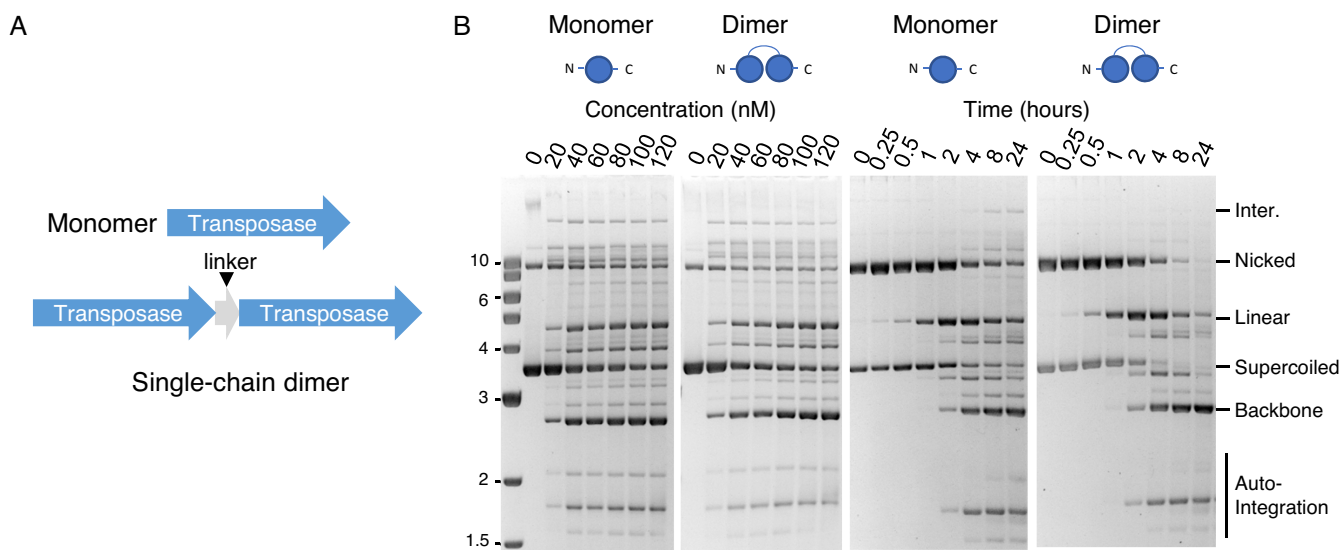 A
Monomer
Transposase
linker
Transposase
Transposase
Single-chain dimer
B
Monomer
Dimer
Monomer
Dimer
N
C
N
C
N
C
N
C
Concentration (nM)
Time (hours)
0 20 40 60 80 100 120
0 20 40 60 80 100 120
0 0.25 0.5 1 2 4 8 24
0 0.25 0.5 1 2 4 8 24
10
6
4
3
2
1.5
Inter.
Nicked
Linear
Supercoiled
Backbone
Auto-
Integration